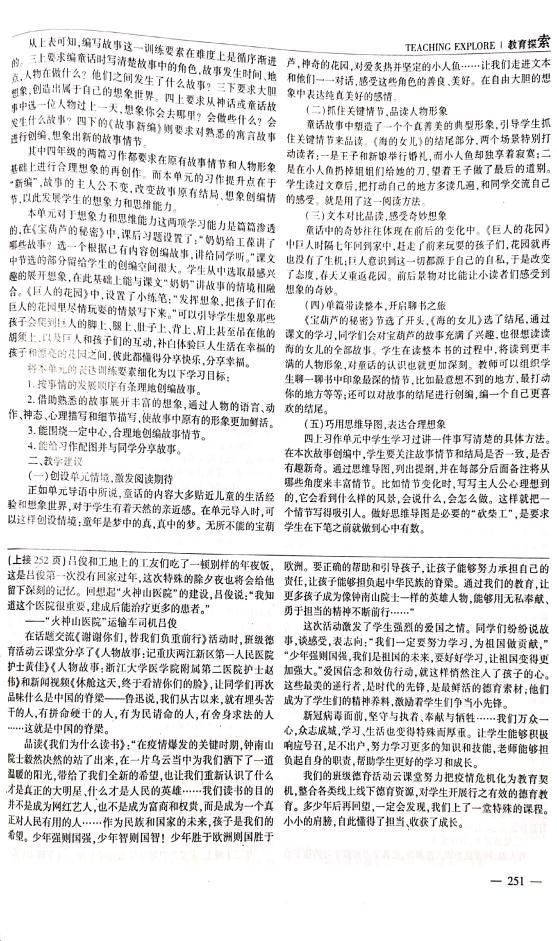 TEACHING EXPLORE | 教育探索
从上表可知,编写故事这一训练要素在难度上是循序渐进
的。三上要求编童话时写清楚故事中的角色,故事发生时间、地
点,人物在做什么?他们之间发生了什么故事?三下要求大胆
想象,创造出属于自己的想象世界。四上要求从神话或童话故
事中选一位人物过上一天,想象你会去哪里?会做些什么?会
发生什么故事?四下的《故事新编》则要求对熟悉的寓言故事
进行创编,想象出新的故事情节。
其中四年级的两篇习作都要求在原有故事情节和人物形象
基础上进行合理想象的再创作。而本单元的习作提升点在于
“新编”,故事的主人公不变,改变故事原有结局,想象创编情
节,以此发展学生的想象力和思维能力。
本单元对于想象力和思维能力这两项学习能力是篇篇渗透
的,在《宝葫芦的秘密》中,课后习题设置了:“奶奶给王葆讲了
哪些故事?选一个根据已有内容创编故事,讲给同学听。”课文
中节选的部分留给学生的创编空间很大。学生从中选取最感兴
趣的展开想象,在此基础上能与课文“奶奶”讲故事的情境相融
合。《巨人的花园》中,设置了小练笔:“发挥想象,把孩子们在
巨人的花园里尽情玩耍的情景写下来。”可以引导学生想象那些
孩子会爬到巨人的脚上、腿上、肚子上、背上、肩上甚至吊在他的
胡须上,以及巨人和孩子们的互动,补白体验巨人生活在幸福的
孩子和漂亮的花园之间,彼此都懂得分享快乐,分享幸福。
将本单元的表达训练要素细化为以下学习目标:
1. 按事情的发展顺序有条理地创编故事。
2. 借助熟悉的故事展开丰富的想象,通过人物的语言、动
作、神态、心理描写和细节描写,使故事中原有的形象更加鲜活。
3. 能围绕一定中心,合理地创编故事情节。
4. 能给习作配图并与同学分享故事。
二、教学建议
(一)创设单元情境,激发阅读期待
正如单元导语中所说,童话的内容大多贴近儿童的生活经
验和想象世界,对于学生有着天然的亲近感。在单元导入时,可
以这样创设情境:童年是梦中的真,真中的梦。无所不能的宝葫
芦,神奇的花园,对爱炙热并坚定的小人鱼……让我们走进文本
和他们一一对话,感受这些角色的善良、美好。在自由大胆的想
象中表达纯真美好的感情。
(二)抓住关键情节,品读人物形象
童话故事中塑造了一个个真善美的典型形象,引导学生抓
住关键情节来品读。《海的女儿》的结尾部分,两个场景特别打
动读者:一是王子和新娘举行婚礼,而小人鱼却独享着寂寞;二
是在小人鱼扔掉姐姐们给她的刀,望着王子做了最后的道别。
学生读过文章后,把打动自己的地方多读几遍,和同学交流自己
的感受。就是用了这一阅读方法。
(三)文本对比品读,感受奇妙想象
童话中的奇妙往往体现在前后的变化中。《巨人的花园》
中巨人时隔七年回到家中,赶走了前来玩耍的孩子们,花园就再
也没有了生机;巨人意识到这一切都源于自己的自私,于是改变
了态度,春天又重返花园。前后景物对比能让小读者们感受到
想象的奇妙。
(四)单篇带读整本,开启聊书之旅
《宝葫芦的秘密》节选了开头,《海的女儿》选了结尾,通过
课文的学习,同学们会对宝葫芦的故事充满了兴趣,也很想读读
海的女儿的全部故事。学生在读整本书的过程中,将读到更丰
满的人物形象,对童话的认识也就更加深刻。教师可以组织学
生聊一聊书中印象最深的情节,比如最意想不到的地方,最打动
你的地方等等;还可以对故事的结尾进行创编,编一个自己更喜
欢的结尾。
(五)巧用思维导图,表达合理想象
四上习作单元中学生学习过讲一件事写清楚的具体方法。
在本次故事创编中,学生要关注故事情节和结局是否一致,是否
有趣新奇。通过思维导图,列出提纲,并在每部分后面备注将从
哪些角度来丰富情节。比如情节变化时,写写主人公心理想到
的,它会看到什么样的风景,会说什么,会怎么做。这样就把一
个情节写得吸引人。做好思维导图是必要的“砍柴工”,是要求
学生在下笔之前就做到心中有数。
(上接 252 页)吕俊和工地上的工友们吃了一顿别样的年夜饭,
这是吕俊第一次没有回家过年,这次特殊的除夕夜也将会给他
留下深刻的记忆。回想起“火神山医院”的建设,吕俊说:“我知
道这个医院很重要,建成后能治疗更多的患者。”
——“火神山医院”运输车司机吕俊
在话题交流《谢谢你们,替我们负重前行》活动时,班级德
育活动云课堂分享了《人物故事:记重庆两江新区第一人民医院
护士黄佳》《人物故事:浙江大学医学院附属第二医院护士赵
伟》和新闻视频《休舱这天,终于看清你们的脸》,让同学们再次
品味什么是中国的脊梁——鲁迅说,我们从古以来,就有埋头苦
干的人,有拼命硬干的人,有为民请命的人,有舍身求法的人
……这就是中国的脊梁。
品读《我们为什么读书》:“在疫情爆发的关键时期,钟南山
院士毅然决然的站了出来,在一片乌云当中为我们洒下了一道
温暖的阳光,带给了我们全新的希望,也让我们重新认识了什么
才是真正的大明星、什么才是人民的英雄……我们读书的目的
并不是成为网红艺人,也不是成为富商和权贵,而是成为一个真
正对人民有用的人……作为民族和国家的未来,孩子是我们的
希望。少年强则国强,少年智则国智!少年胜于欧洲则国胜于
欧洲。要正确的帮助和引导孩子,让孩子能够努力承担自己的
责任,让孩子能够担负起中华民族的脊梁。通过我们的教育,让
更多孩子成为像钟南山院士一样的英雄人物,能够用无私奉献、
勇于担当的精神不断前行……”
这次活动激发了学生强烈的爱国之情。同学们纷纷说故
事,谈感受,表志向:“我们一定要努力学习,为祖国做贡献,”
“少年强则国强,我们是祖国的未来,要好好学习,让祖国变得更
加强大。”爱国信念和效仿行动,就这样悄然注入了孩子的心。
这些最美的逆行者,是时代的先锋,是最鲜活的德育素材;他们
成为了学生们的精神养料,激励着学生们争当小先锋。
新冠病毒面前,坚守与执着、奉献与牺牲……我们万众一
心,众志成城,学习、生活也变得特殊而厚重。让学生能够积极
响应号召,足不出户,努力学习更多的知识和技能,老师能够担
负起自身的职责,帮助学生更好的学习和成长。
我们的班级德育活动云课堂努力把疫情危机化为教育契
机,整合各类线上线下德育资源,对学生开展行之有效的德育教
育。多少年后再回望,一定会发现,我们上了一堂特殊的课程。
小小的肩膀,自此懂得了担当、收获了成长。
— 251 —